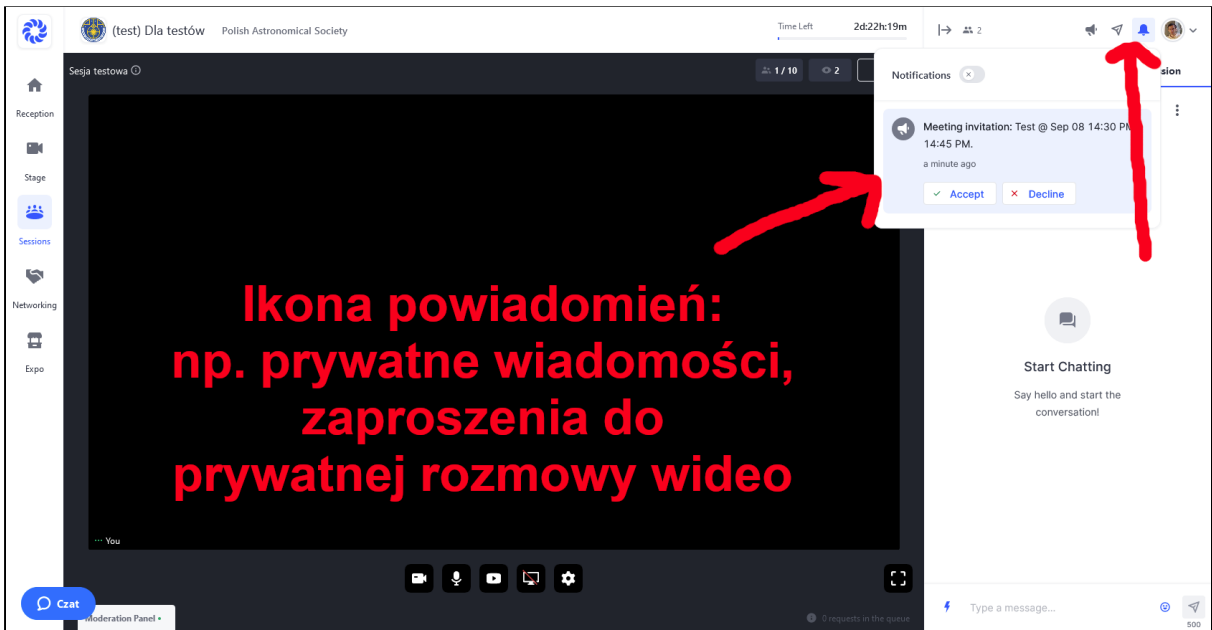 (test) Dla testów Polish Astronomical Society
Time Left 2d:22h:19m
2
Reception
Stage
Sessions
Networking
Expo
Sesja testowa
1 / 10 2
Notifications
Meeting invitation: Test @ Sep 08 14:30
14:45 PM.
a minute ago
Accept Decline
Ikona powiadomień:
np. prywatne wiadomości,
zaproszenia do
prywatnej rozmowy wideo
Start Chatting
Say hello and start the
conversation!
You
Czat
Moderation Panel
0 requests in the queue
Type a message...
500